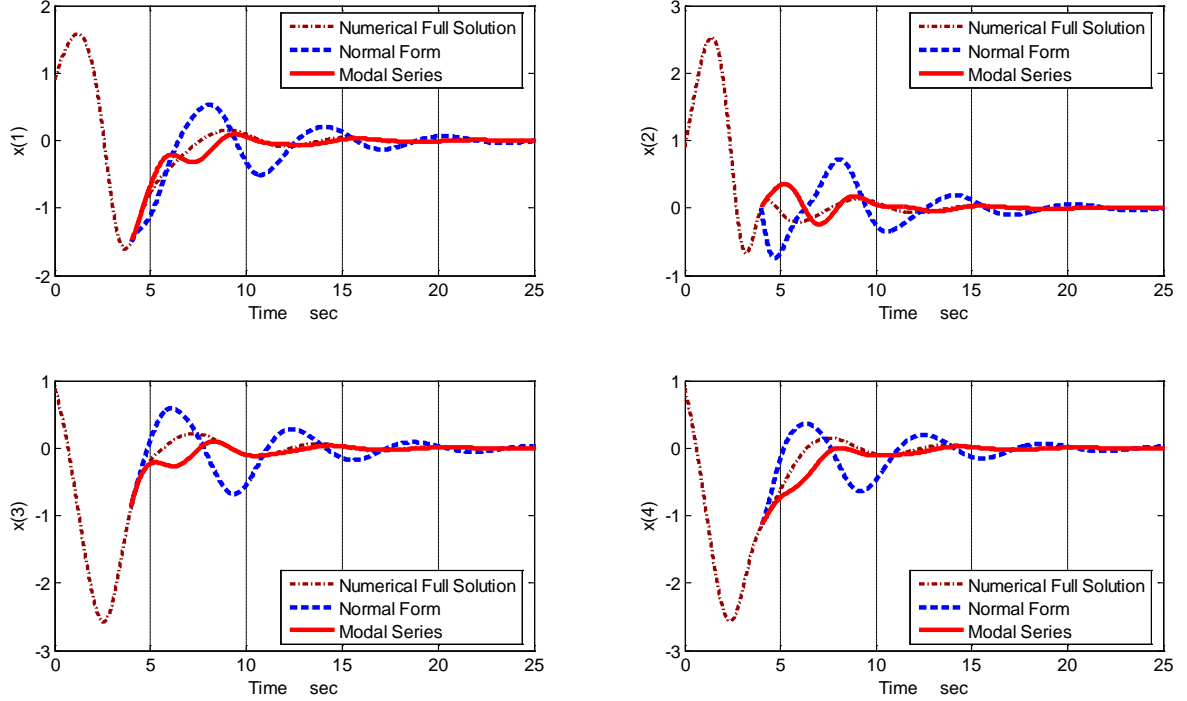 2
1
0
-1
-2
x(1)
0 5 10 15 20 25
Time sec
Numerical Full Solution
Normal Form
Modal Series
3
2
1
0
-1
x(2)
0 5 10 15 20 25
Time sec
Numerical Full Solution
Normal Form
Modal Series
1
0
-1
-2
-3
x(3)
0 5 10 15 20 25
Time sec
Numerical Full Solution
Normal Form
Modal Series
1
0
-1
-2
-3
x(4)
0 5 10 15 20 25
Time sec
Numerical Full Solution
Normal Form
Modal Series